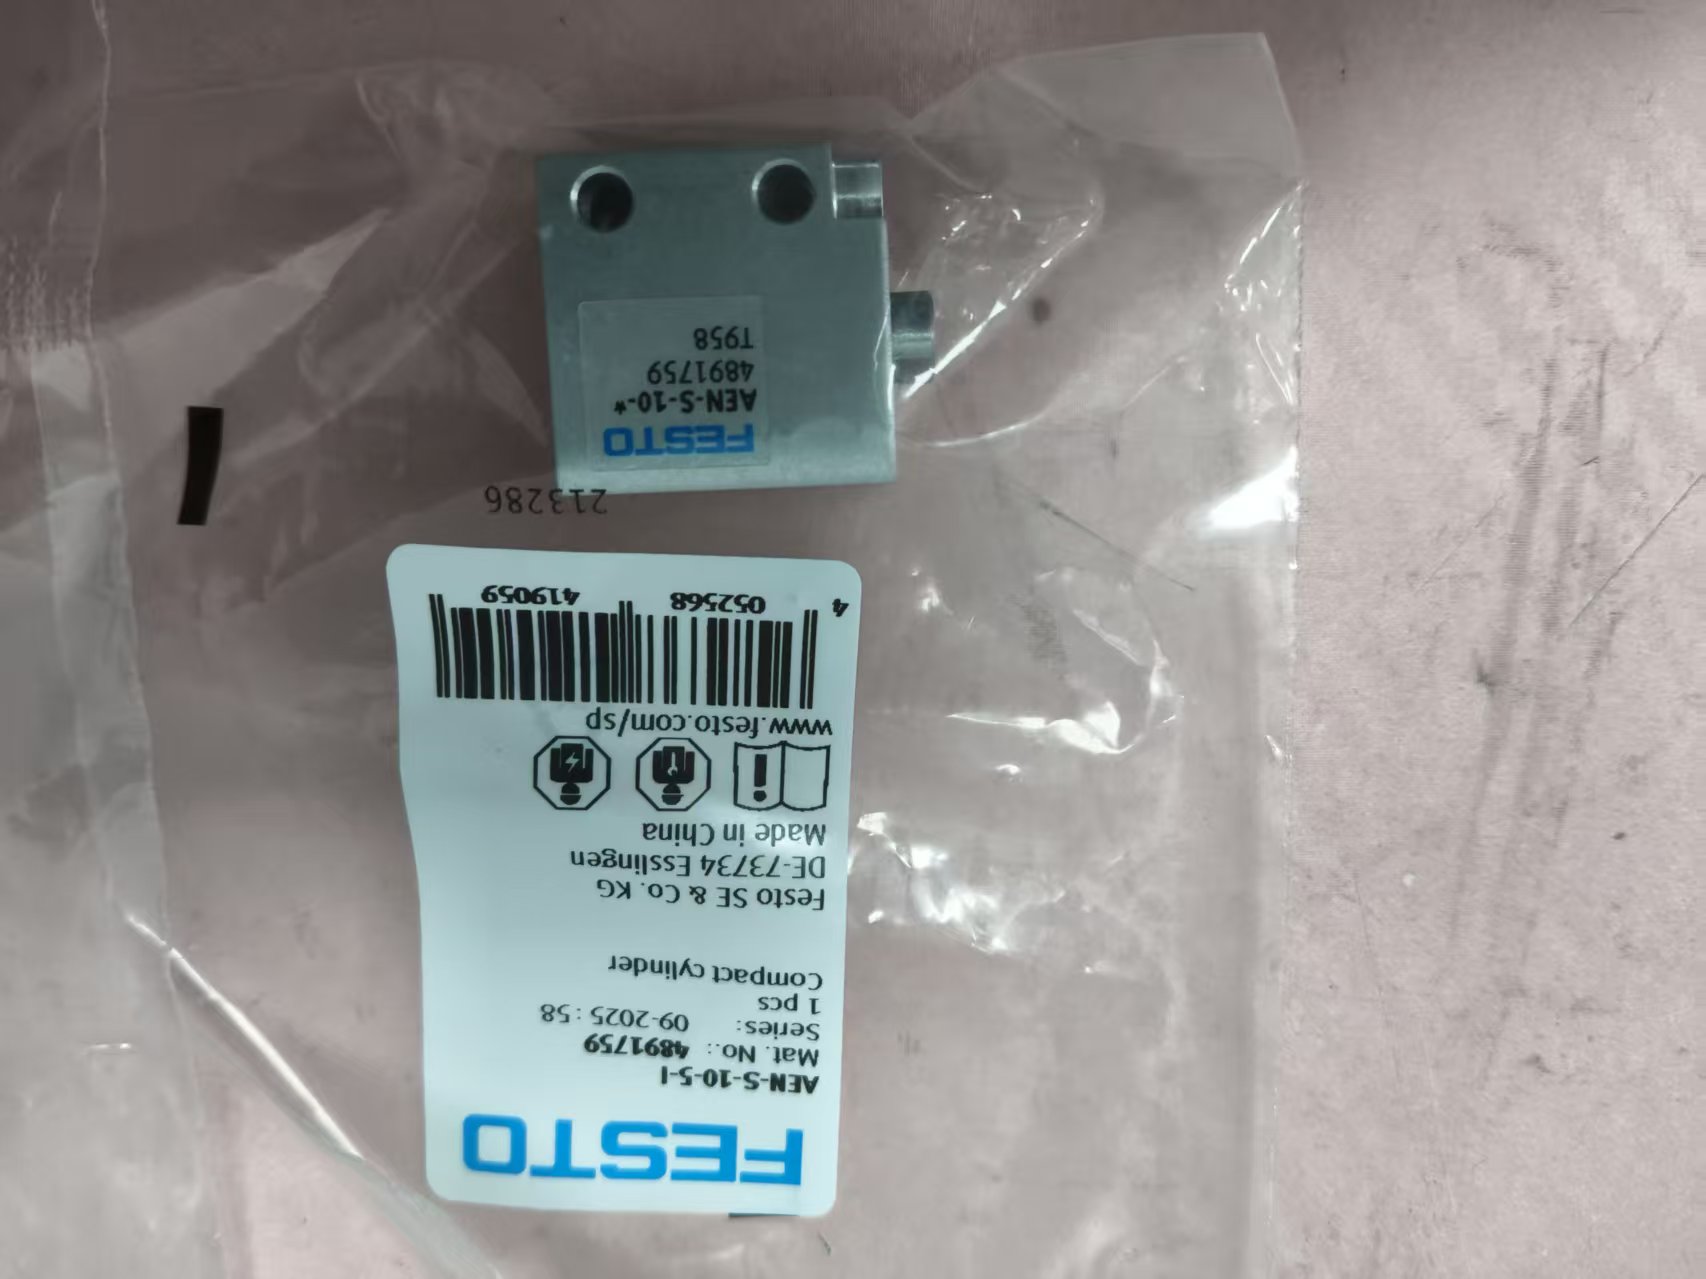 FESTO
AEN-S-10-5-I
Mat. No.: 4891759
Series: 09-2025:58
1 pcs
Compact cylinder
Festo SE & Co. KG
DE-73734 Esslingen
Made in China
www.festo.com/sp
4 052568 419059
213286
FESTO
AEN-S-10-*
4891759
T958